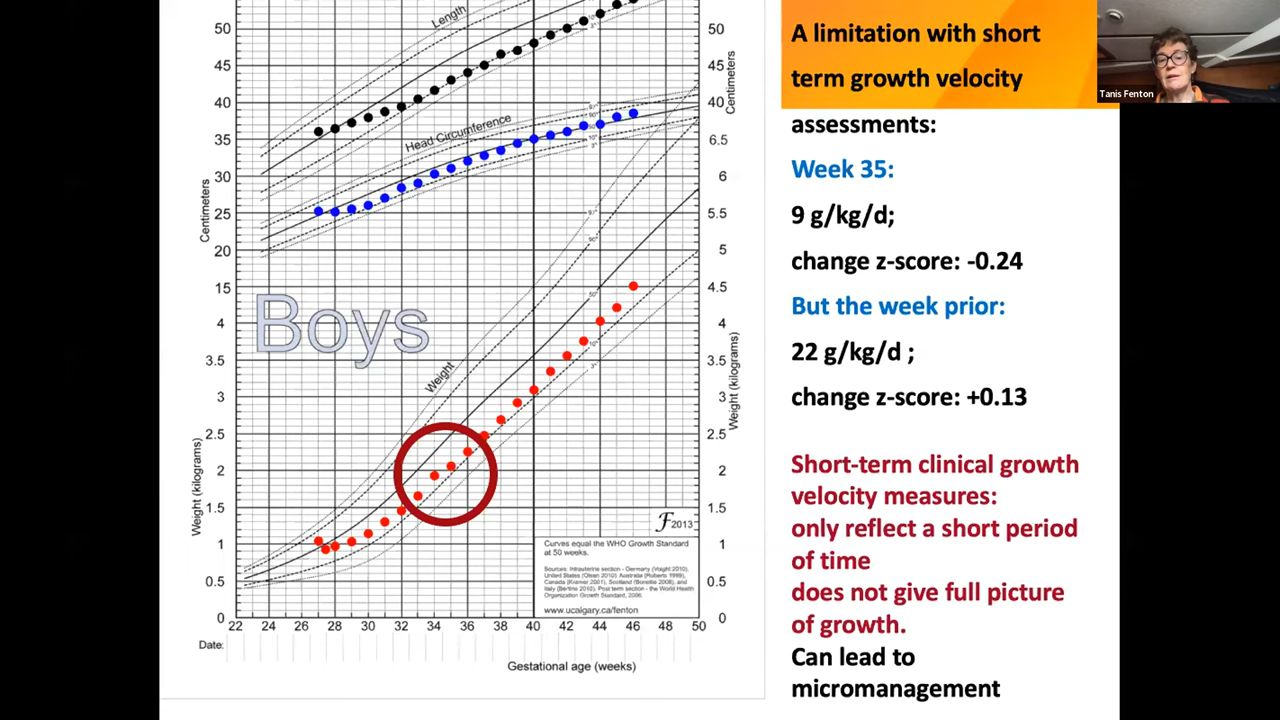 50
45
40
35
30
25
20
15
4
3.5
3
2.5
2
1.5
1
0.5
0
Centimeters
Weight (kilograms)
Length
Head Circumference
Weight
Boys
50
45
40
6.5
6
5.5
5
4.5
4
3.5
3
2.5
2
1.5
1
0.5
0
Centimeters
Weight (kilograms)
F 2013
Curves equal the WHO Growth Standard
at 50 weeks.
Sources: Intrauterine section - Germany (Voight 2010),
United States (Olsen 2010) Australia (Roberts 1999),
Canada (Kramer 2001), Scotland (Bonellie 2008), and
Italy (Bertino 2010). Post term section - the World Health
Organization Growth Standard, 2006.
www.ucalgary.ca/fenton
22 24 26 28 30 32 34 36 38 40 42 44 46 48 50
Date:
Gestational age (weeks)
A limitation with short
term growth velocity
assessments:
Week 35:
9 g/kg/d;
change z-score: -0.24
But the week prior:
22 g/kg/d ;
change z-score: +0.13
Short-term clinical growth
velocity measures:
only reflect a short period
of time
does not give full picture
of growth.
Can lead to
micromanagement
Tanis Fenton